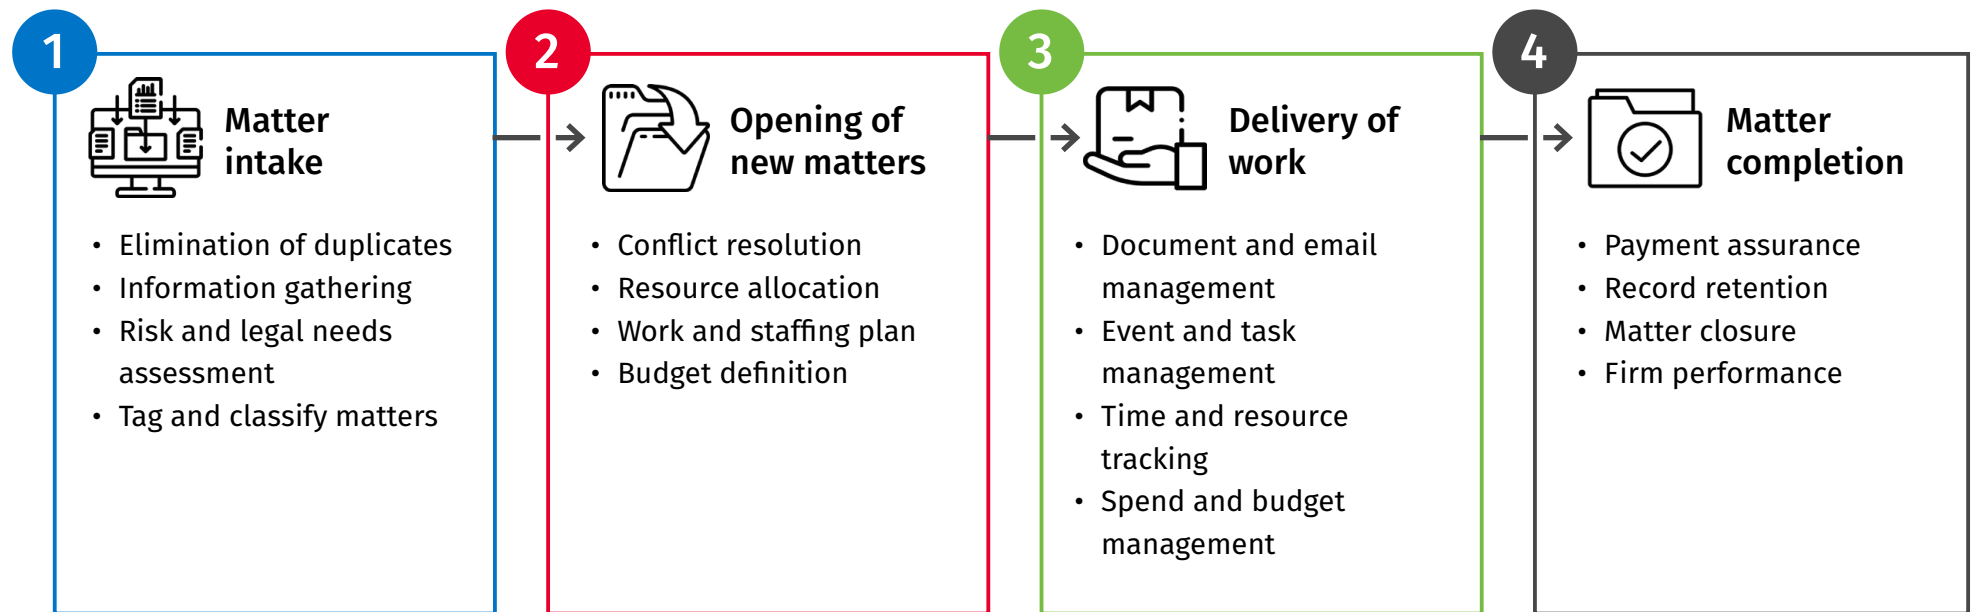 1
Matter
intake
• Elimination of duplicates
• Information gathering
• Risk and legal needs
assessment
• Tag and classify matters
2
Opening of
new matters
• Conflict resolution
• Resource allocation
• Work and staffing plan
• Budget definition
3
Delivery of
work
• Document and email
management
• Event and task
management
• Time and resource
tracking
• Spend and budget
management
4
Matter
completion
• Payment assurance
• Record retention
• Matter closure
• Firm performance